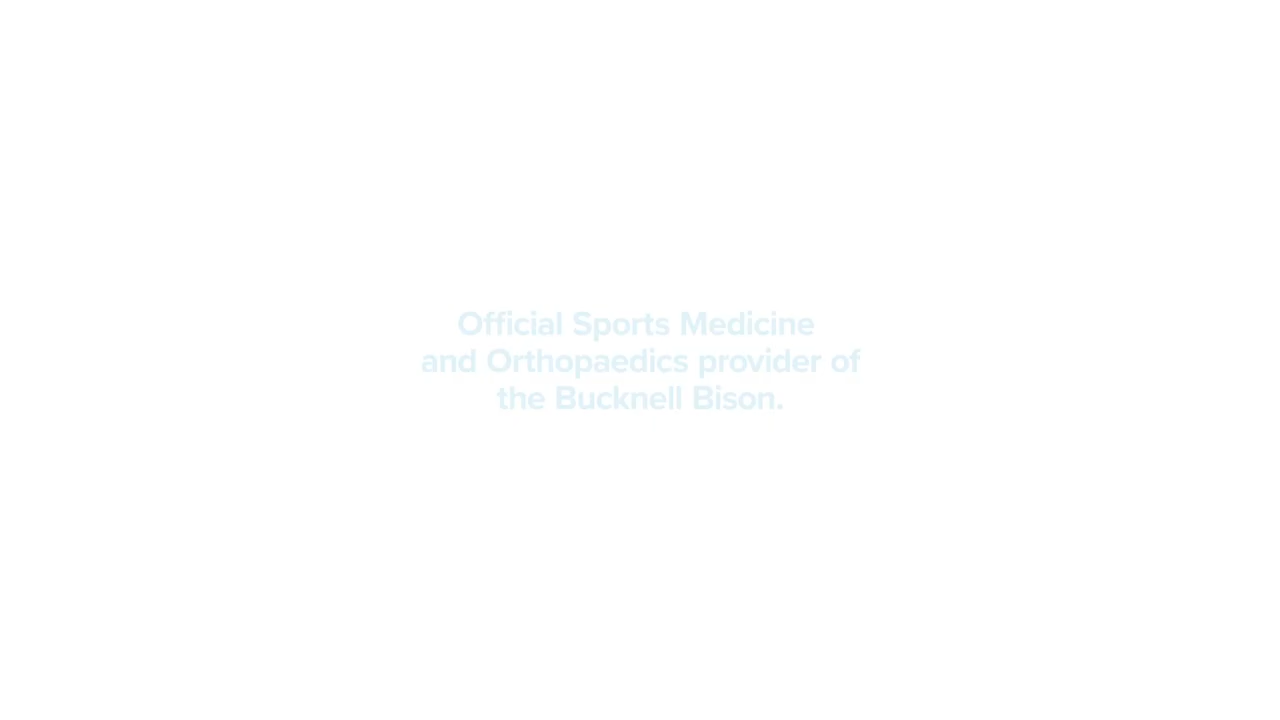 Official Sports Medicine
and Orthopaedics provider of
the Bucknell Bison.